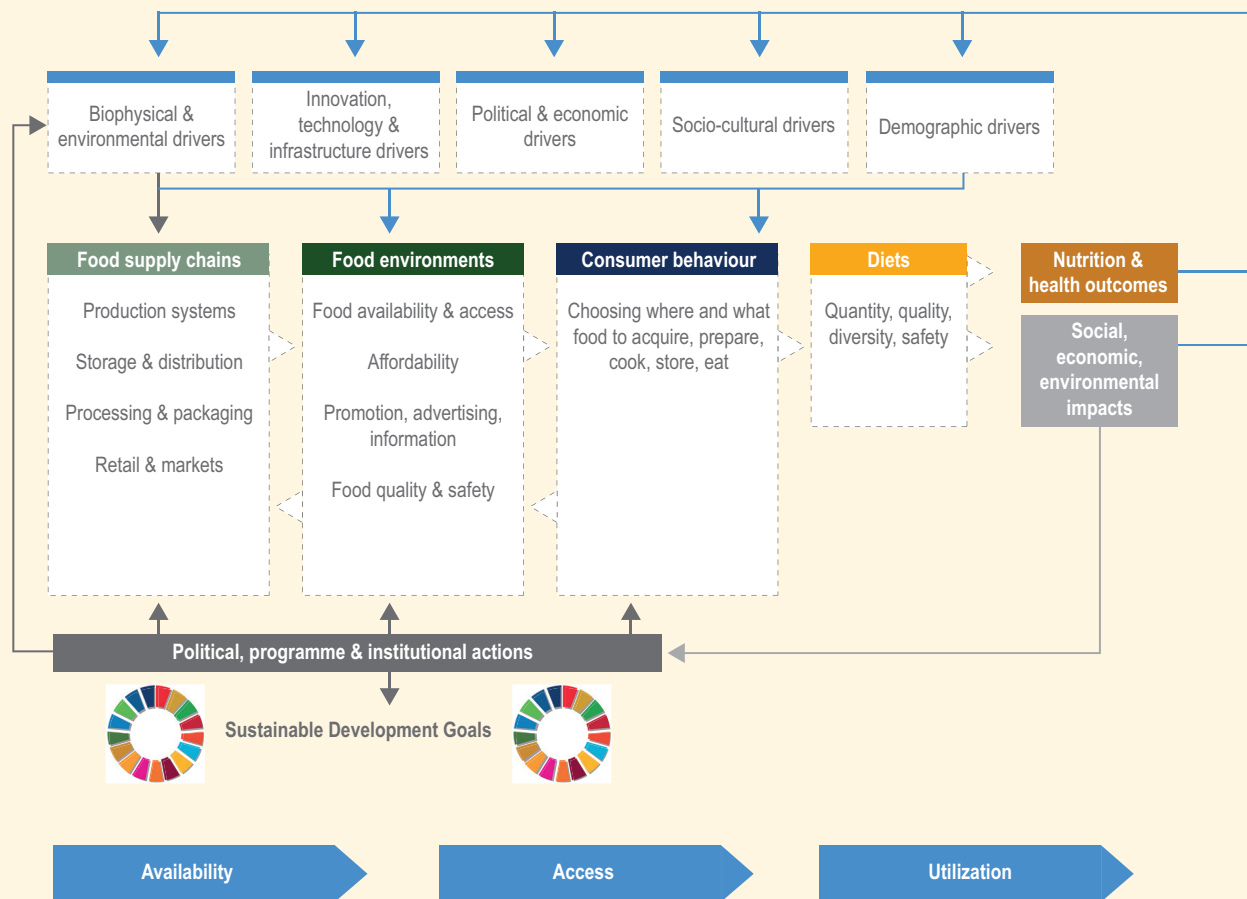 Biophysical &
environmental drivers
Innovation,
technology &
infrastructure drivers
Political & economic
drivers
Socio-cultural drivers
Demographic drivers
Food supply chains
Production systems
Storage & distribution
Processing & packaging
Retail & markets
Food environments
Food availability & access
Affordability
Promotion, advertising,
information
Food quality & safety
Consumer behaviour
Choosing where and what
food to acquire, prepare,
cook, store, eat
Diets
Quantity, quality,
diversity, safety
Nutrition &
health outcomes
Social,
economic,
environmental
impacts
Political, programme & institutional actions
Sustainable Development Goals
Availability
Access
Utilization